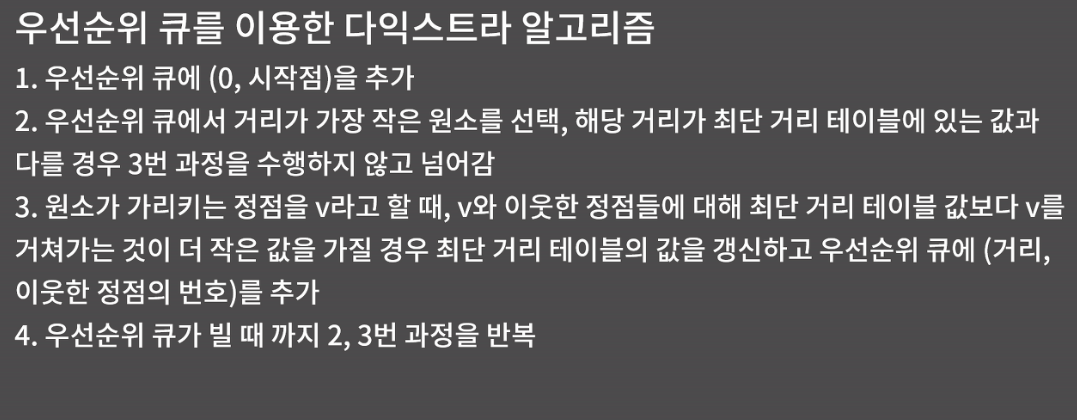 우선순위 큐를 이용한 다익스트라 알고리즘
1. 우선순위 큐에 (0, 시작점)을 추가
2. 우선순위 큐에서 거리가 가장 작은 원소를 선택, 해당 거리가 최단 거리 테이블에 있는 값과
다를 경우 3번 과정을 수행하지 않고 넘어감
3. 원소가 가리키는 정점을 v라고 할 때, v와 이웃한 정점들에 대해 최단 거리 테이블 값보다 v를
거쳐가는 것이 더 작은 값을 가질 경우 최단 거리 테이블의 값을 갱신하고 우선순위 큐에 (거리,
이웃한 정점의 번호)를 추가
4. 우선순위 큐가 빌 때 까지 2, 3번 과정을 반복